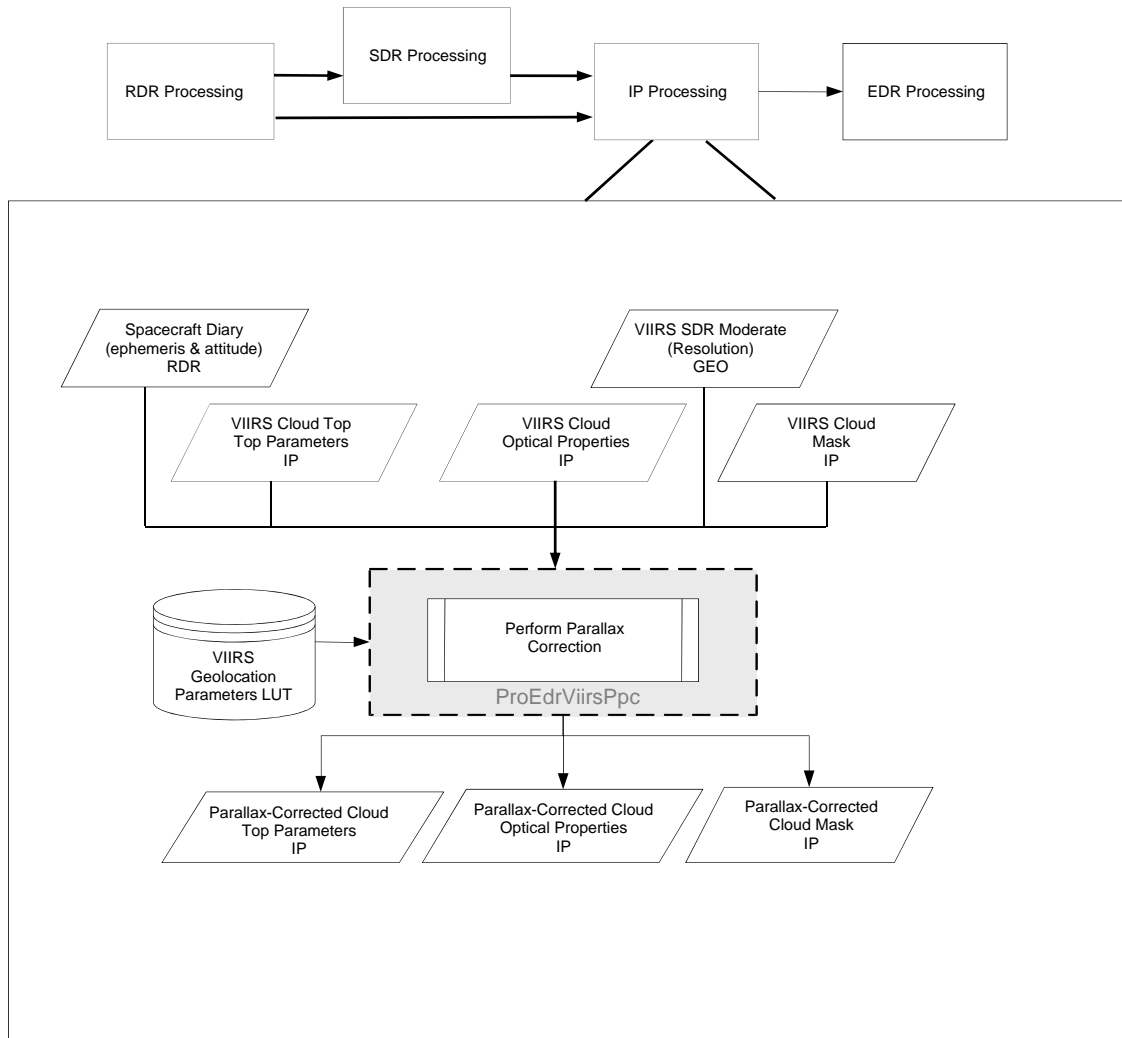 SDR Processing
RDR Processing
IP Processing
EDR Processing
Spacecraft Diary
(ephemeris & attitude)
RDR
VIIRS SDR Moderate
(Resolution)
GEO
VIIRS Cloud Top
Top Parameters
IP
VIIRS Cloud
Optical Properties
IP
VIIRS Cloud
Mask
IP
VIIRS
Geolocation
Parameters LUT
Perform Parallax
Correction
ProEdrViirsPpc
Parallax-Corrected Cloud
Top Parameters
IP
Parallax-Corrected Cloud
Optical Properties
IP
Parallax-Corrected
Cloud Mask
IP